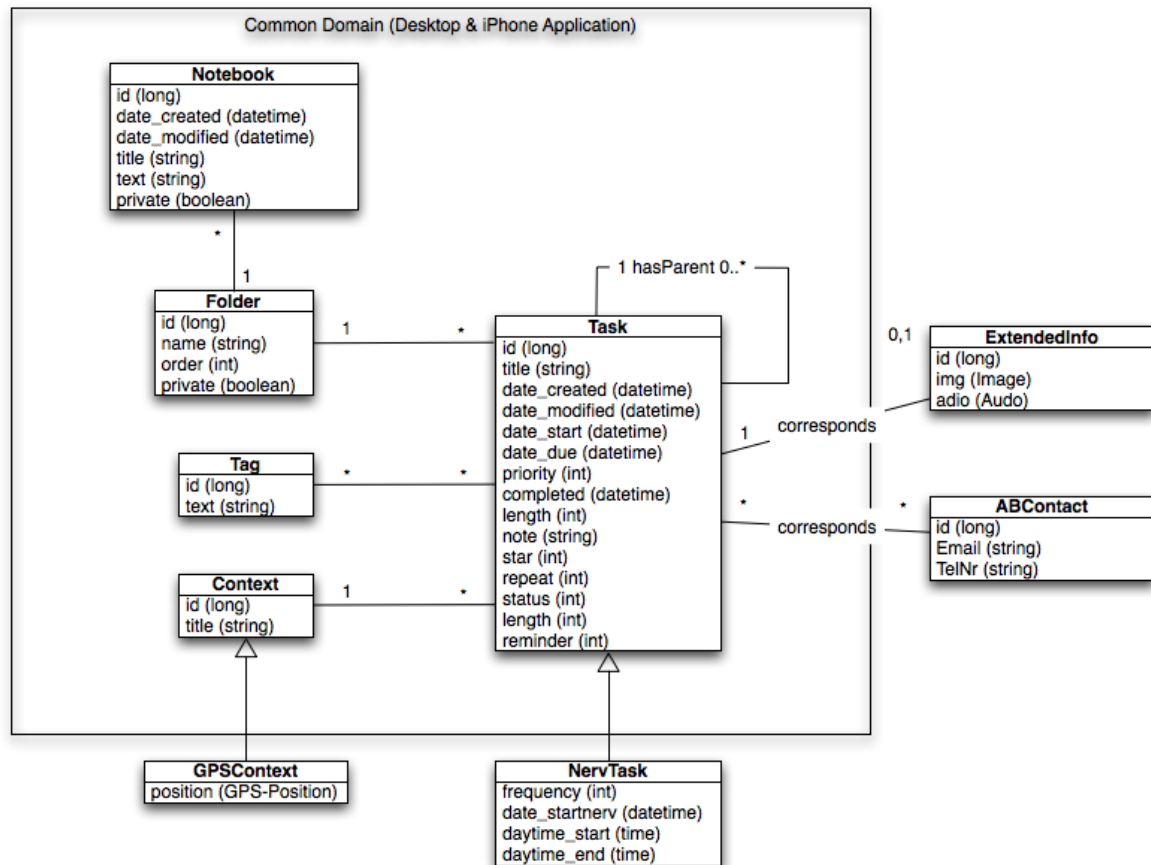 Common Domain (Desktop & iPhone Application)
Notebook
id (long)
date_created (datetime)
date_modified (datetime)
title (string)
text (string)
private (boolean)
*
1
Folder
id (long)
name (string)
order (int)
private (boolean)
1
*
1 hasParent 0..*
Task
id (long)
title (string)
date_created (datetime)
date_modified (datetime)
date_start (datetime)
date_due (datetime)
priority (int)
completed (datetime)
length (int)
note (string)
star (int)
repeat (int)
status (int)
length (int)
reminder (int)
0,1
ExtendedInfo
id (long)
img (Image)
adio (Audo)
1
corresponds
Tag
id (long)
text (string)
*
*
*
corresponds
*
ABContact
id (long)
Email (string)
TelNr (string)
Context
id (long)
title (string)
1
*
GPSContext
position (GPS-Position)
NervTask
frequency (int)
date_startnerv (datetime)
daytime_start (time)
daytime_end (time)